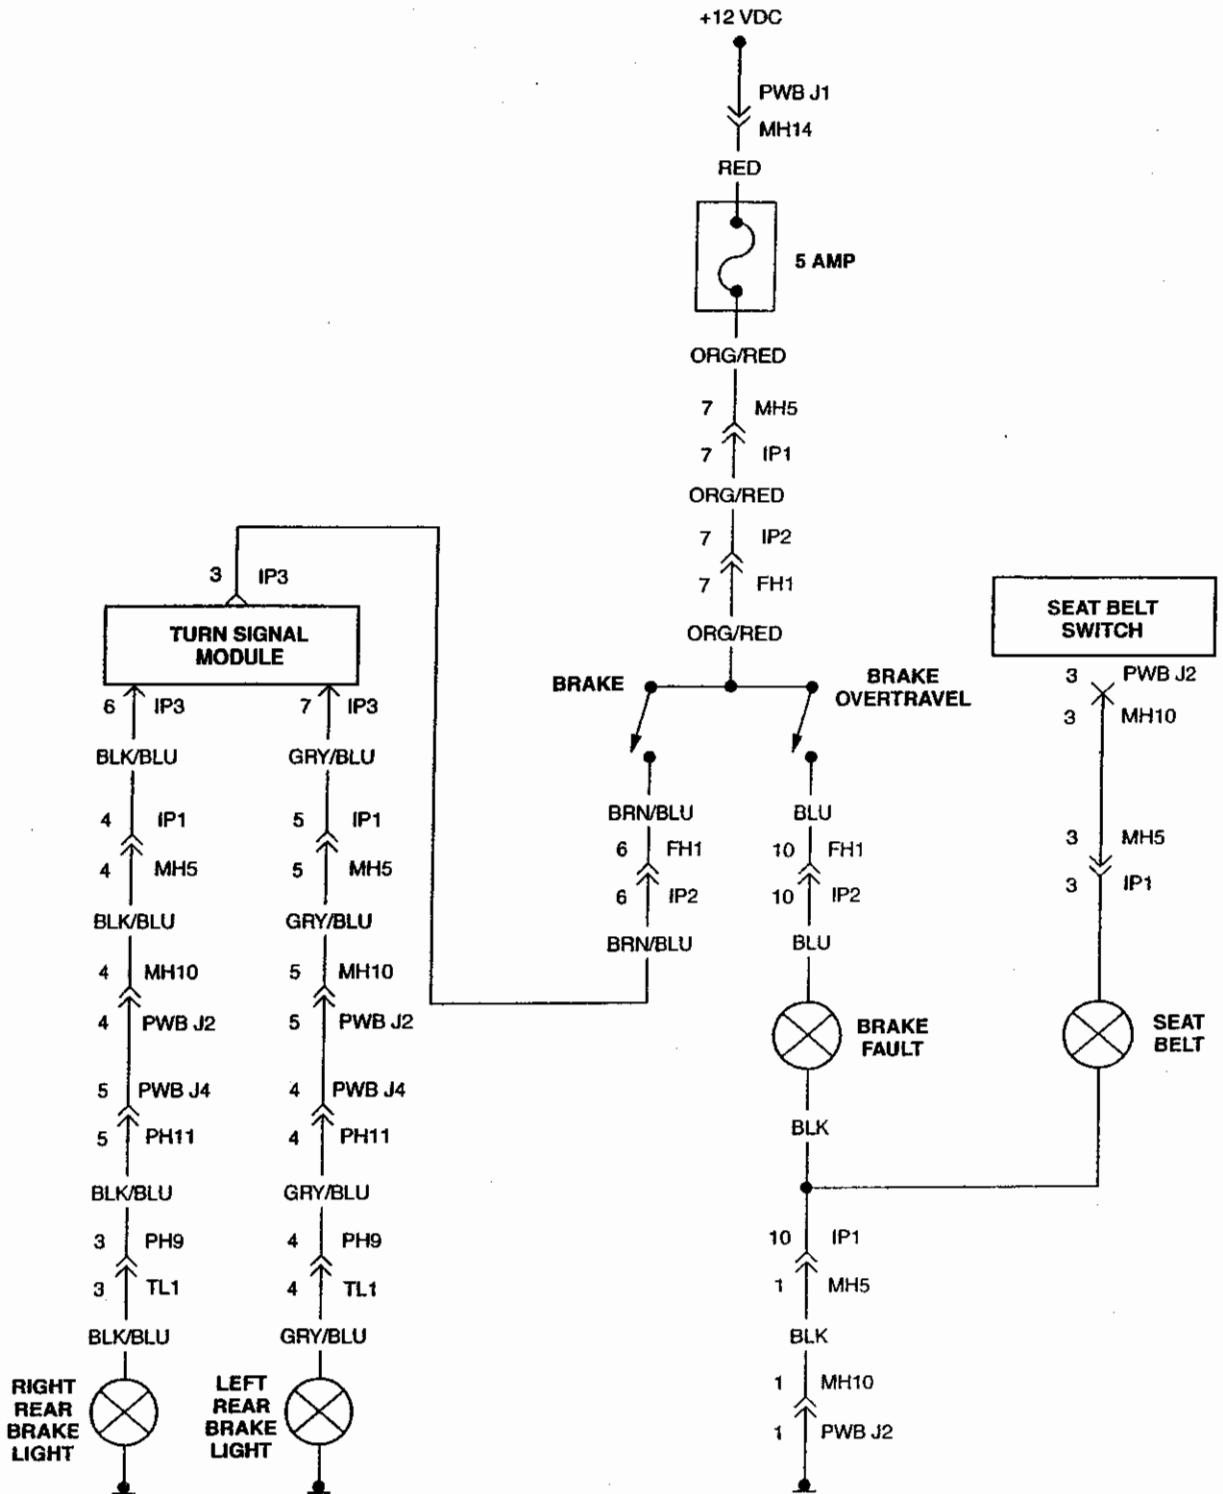 +12 VDC
PWB J1
MH14
RED
5 AMP
ORG/RED
7 MH5
7 IP1
ORG/RED
7 IP2
7 FH1
ORG/RED
3 IP3
TURN SIGNAL
MODULE
6 IP3
7 IP3
BLK/BLU
GRY/BLU
4 IP1
5 IP1
4 MH5
5 MH5
BLK/BLU
GRY/BLU
4 MH10
5 MH10
4 PWB J2
5 PWB J2
5 PWB J4
4 PWB J4
5 PH11
4 PH11
BLK/BLU
GRY/BLU
3 PH9
4 PH9
3 TL1
4 TL1
BLK/BLU
GRY/BLU
RIGHT
REAR
BRAKE
LIGHT
LEFT
REAR
BRAKE
LIGHT
BRAKE
BRAKE
OVERTRAVEL
BRN/BLU
BLU
6 FH1
10 FH1
6 IP2
10 IP2
BRN/BLU
BLU
BRAKE
FAULT
BLK
10 IP1
1 MH5
BLK
1 MH10
1 PWB J2
SEAT BELT
SWITCH
3 PWB J2
3 MH10
3 MH5
3 IP1
SEAT
BELT